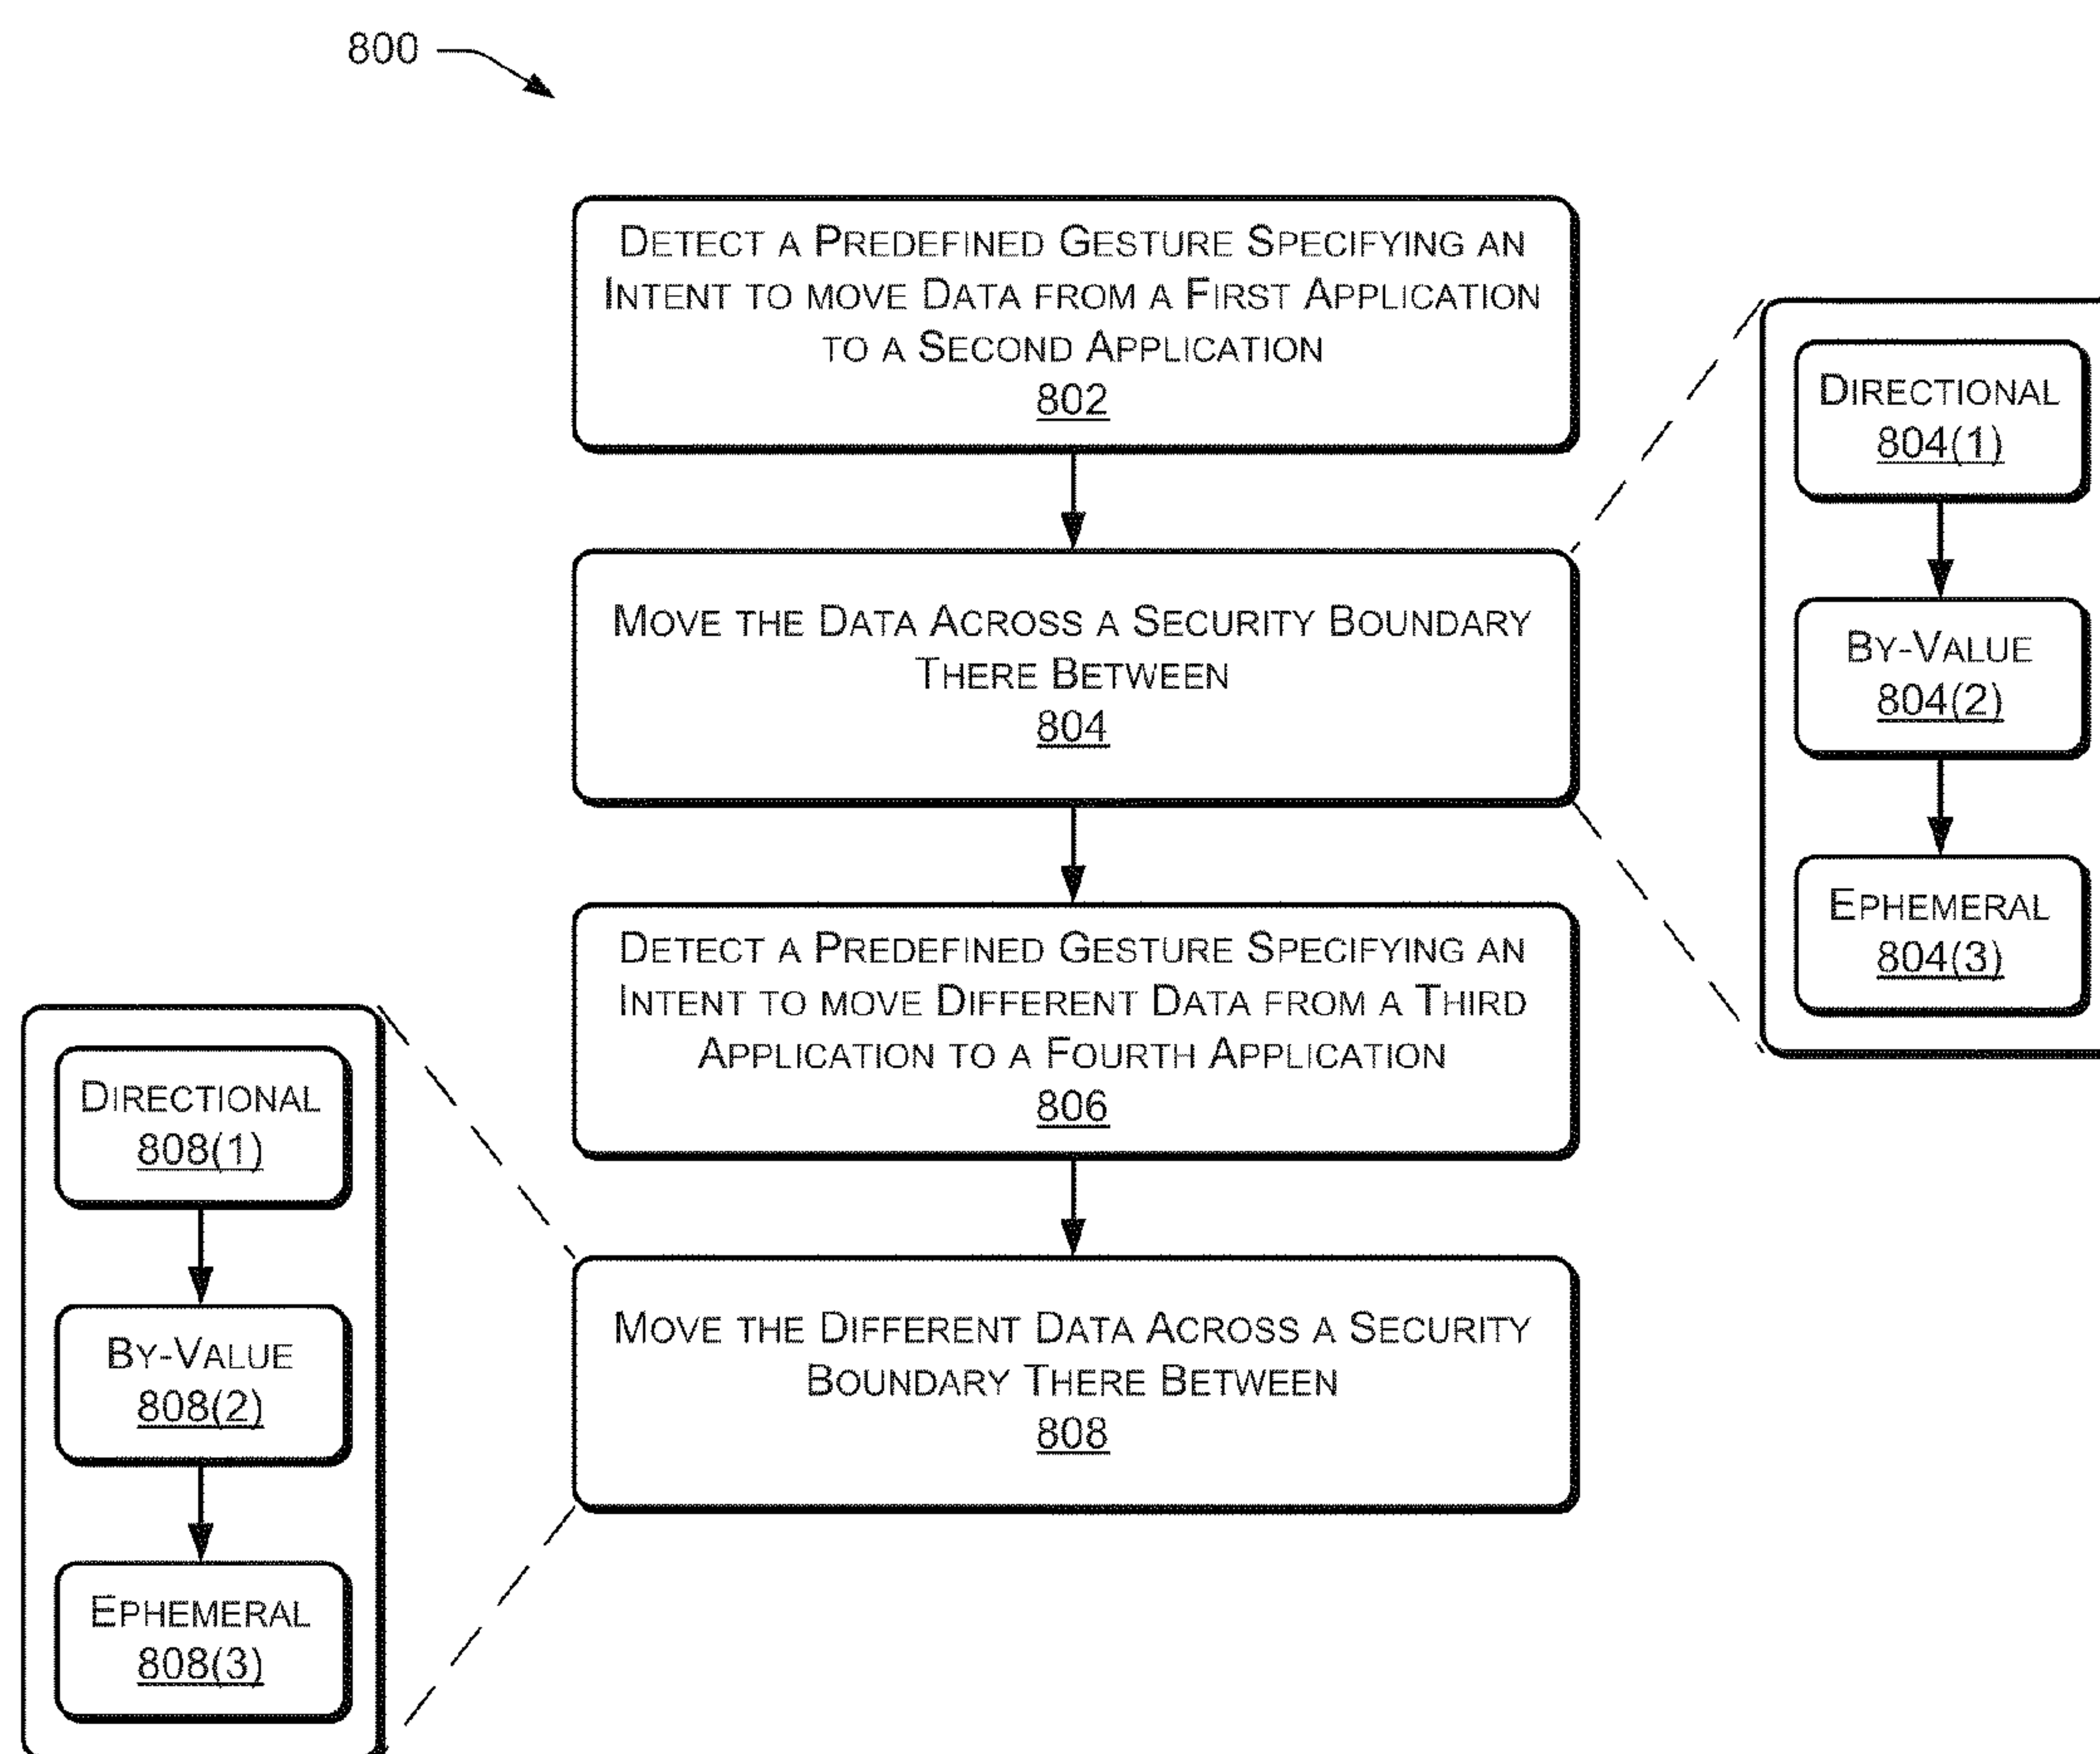 800
DETECT A PREDEFINED GESTURE SPECIFYING AN
INTENT TO MOVE DATA FROM A FIRST APPLICATION
TO A SECOND APPLICATION
802
MOVE THE DATA ACROSS A SECURITY BOUNDARY
THERE BETWEEN
804
DIRECTIONAL
804(1)
BY-VALUE
804(2)
EPHEMERAL
804(3)
DETECT A PREDEFINED GESTURE SPECIFYING AN
INTENT TO MOVE DIFFERENT DATA FROM A THIRD
APPLICATION TO A FOURTH APPLICATION
806
MOVE THE DIFFERENT DATA ACROSS A SECURITY
BOUNDARY THERE BETWEEN
808
DIRECTIONAL
808(1)
BY-VALUE
808(2)
EPHEMERAL
808(3)